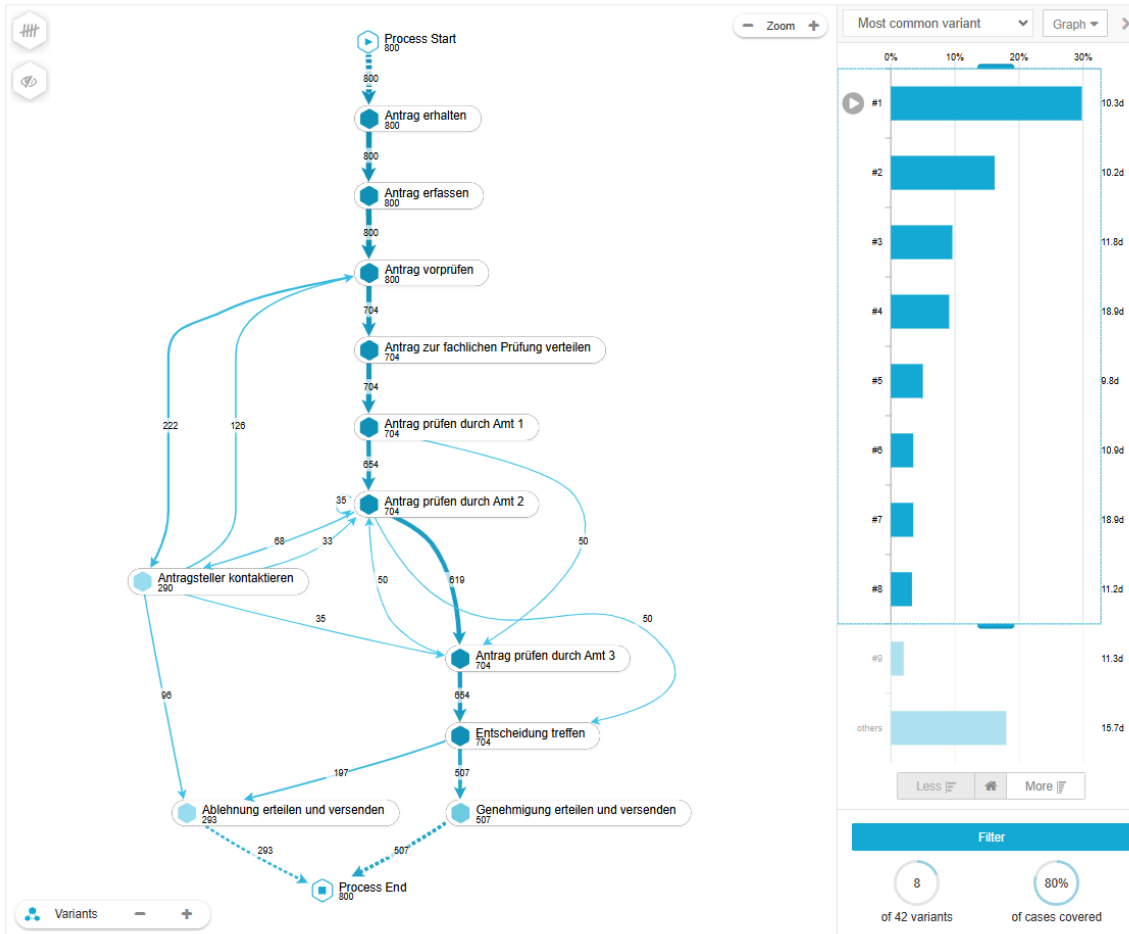 Process Start
800
800
Antrag erhalten
800
800
Antrag erfassen
800
800
Antrag vorprüfen
800
704
Antrag zur fachlichen Prüfung verteilen
704
704
222
126
Antrag prüfen durch Amt 1
704
654
Antrag prüfen durch Amt 2
704
35
68
33
50
619
50
50
Antragsteller kontaktieren
290
35
Antrag prüfen durch Amt 3
704
96
654
Entscheidung treffen
704
197
507
Ablehnung erteilen und versenden
293
Genehmigung erteilen und versenden
507
293
507
Process End
800
Variants − +
− Zoom +
Most common variant
Graph
0% 10% 20% 30%
#1 10.3d
#2 10.2d
#3 11.8d
#4 18.9d
#5 9.8d
#6 10.9d
#7 18.9d
#8 11.2d
#9 11.3d
others 15.7d
Less More
Filter
8 80%
of 42 variants of cases covered